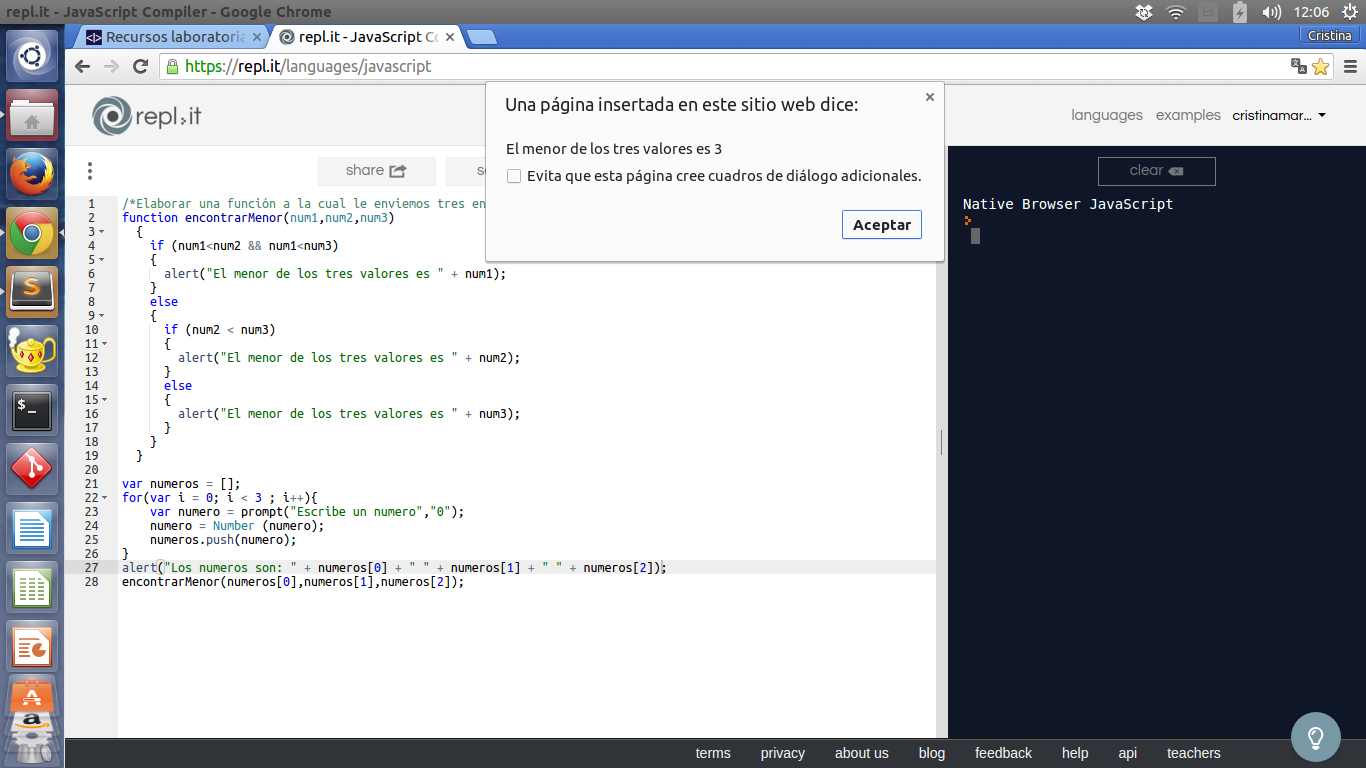 repl.it - JavaScript Compiler - Google Chrome
Es
12:06
Recursos laboratoria
repl.it - JavaScript Co
Cristina
https://repl.it/languages/javascript
repl.it
languages
examples
cristinamar...
share
Una página insertada en este sitio web dice:
El menor de los tres valores es 3
Evita que esta página cree cuadros de diálogo adicionales.
Aceptar
clear
Native Browser JavaScript
1 /*Elaborar una función a la cual le enviemos tres en
2 function encontrarMenor(num1,num2,num3)
3 {
4 if (num1<num2 && num1<num3)
5 {
6 alert("El menor de los tres valores es " + num1);
7 }
8 else
9 {
10 if (num2 < num3)
11 {
12 alert("El menor de los tres valores es " + num2);
13 }
14 else
15 {
16 alert("El menor de los tres valores es " + num3);
17 }
18 }
19 }
20
21 var numeros = [];
22 for(var i = 0; i < 3 ; i++){
23 var numero = prompt("Escribe un numero","0");
24 numero = Number (numero);
25 numeros.push(numero);
26 }
27 alert("Los numeros son: " + numeros[0] + " " + numeros[1] + " " + numeros[2]);
28 encontrarMenor(numeros[0],numeros[1],numeros[2]);
terms
privacy
about us
blog
feedback
help
api
teachers